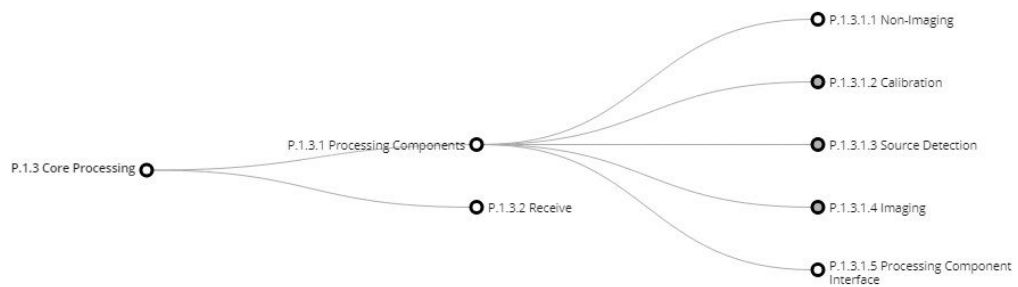 P.1.3 Core Processing
P.1.3.1 Processing Components
P.1.3.2 Receive
P.1.3.1.1 Non-Imaging
P.1.3.1.2 Calibration
P.1.3.1.3 Source Detection
P.1.3.1.4 Imaging
P.1.3.1.5 Processing Component
Interface